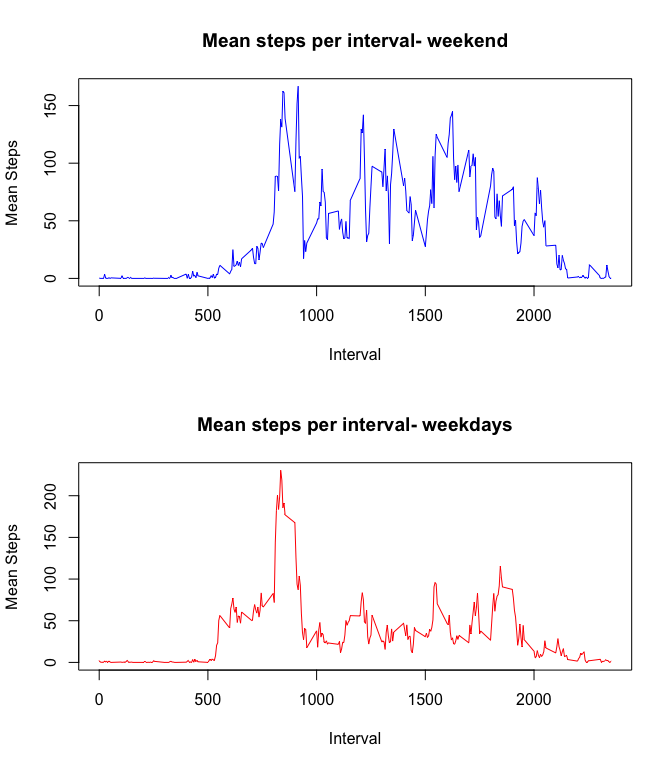 Mean steps per interval- weekend
Mean Steps
150
100
50
0
0 500 1000 1500 2000
Interval
Mean steps per interval- weekdays
Mean Steps
200
150
100
50
0
0 500 1000 1500 2000
Interval